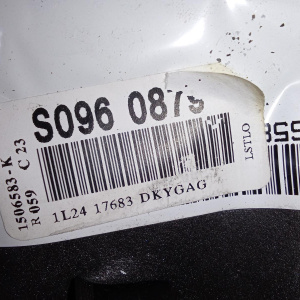 S096 087
1506583-K
R 059 C 23
LSTLO
1L24 17683 DKYGAG